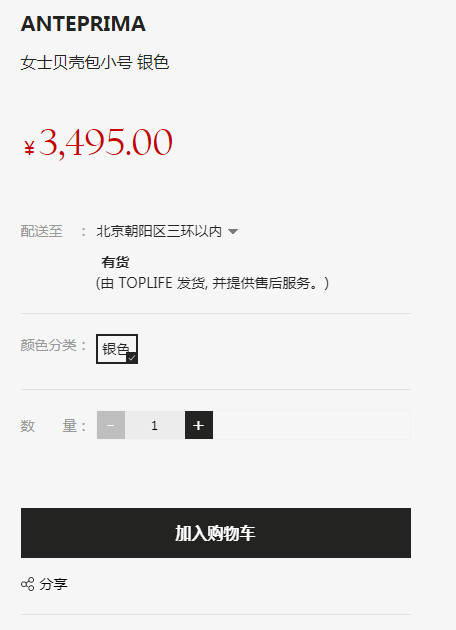 ANTEPRIMA
女士贝壳包小号 银色
¥3,495.00
配送至 : 北京朝阳区三环以内
有货
(由 TOPLIFE 发货, 并提供售后服务。)
颜色分类: 银色
数 量: - 1 +
加入购物车
分享